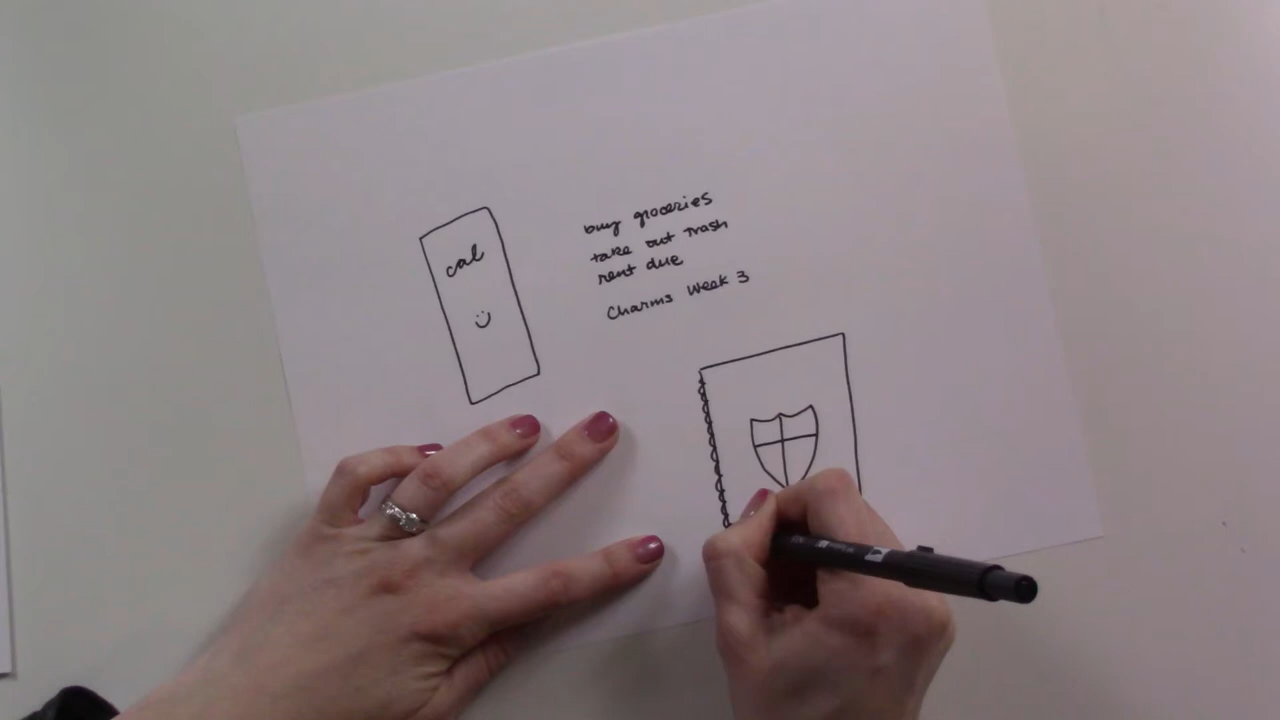 cal
buy groceries
take out trash
rent due
Charms Week 3